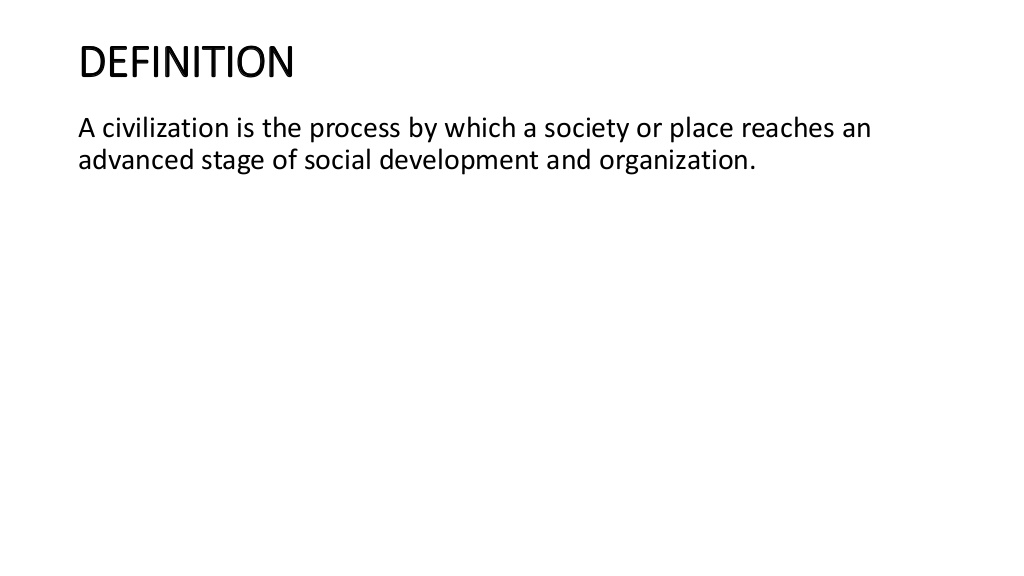 DEFINITION
A civilization is the process by which a society or place reaches an
advanced stage of social development and organization.